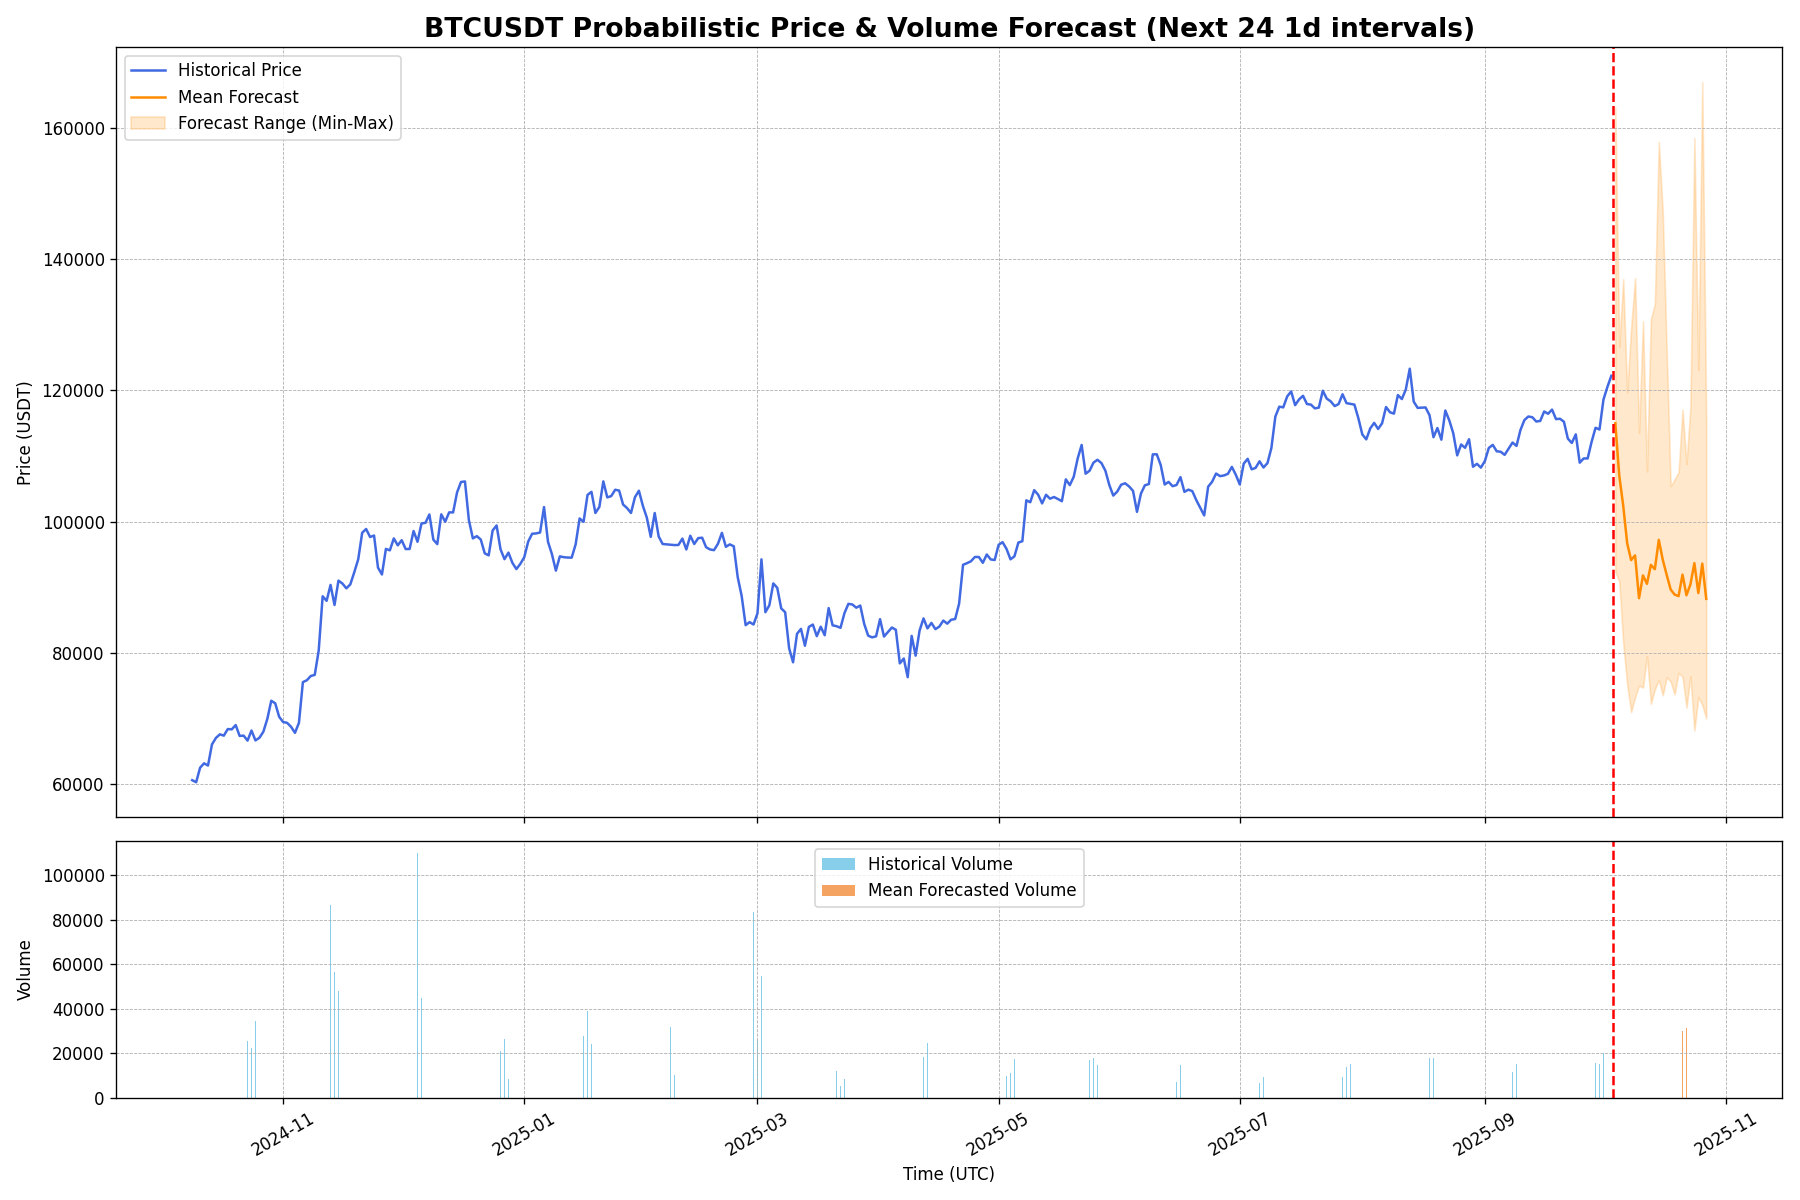 BTCUSDT Probabilistic Price & Volume Forecast (Next 24 1d intervals)
Historical Price
Mean Forecast
Forecast Range (Min-Max)
Price (USDT)
160000
140000
120000
100000
80000
60000
Historical Volume
Mean Forecasted Volume
Volume
100000
80000
60000
40000
20000
0
2024-11
2025-01
2025-03
2025-05
2025-07
2025-09
2025-11
Time (UTC)